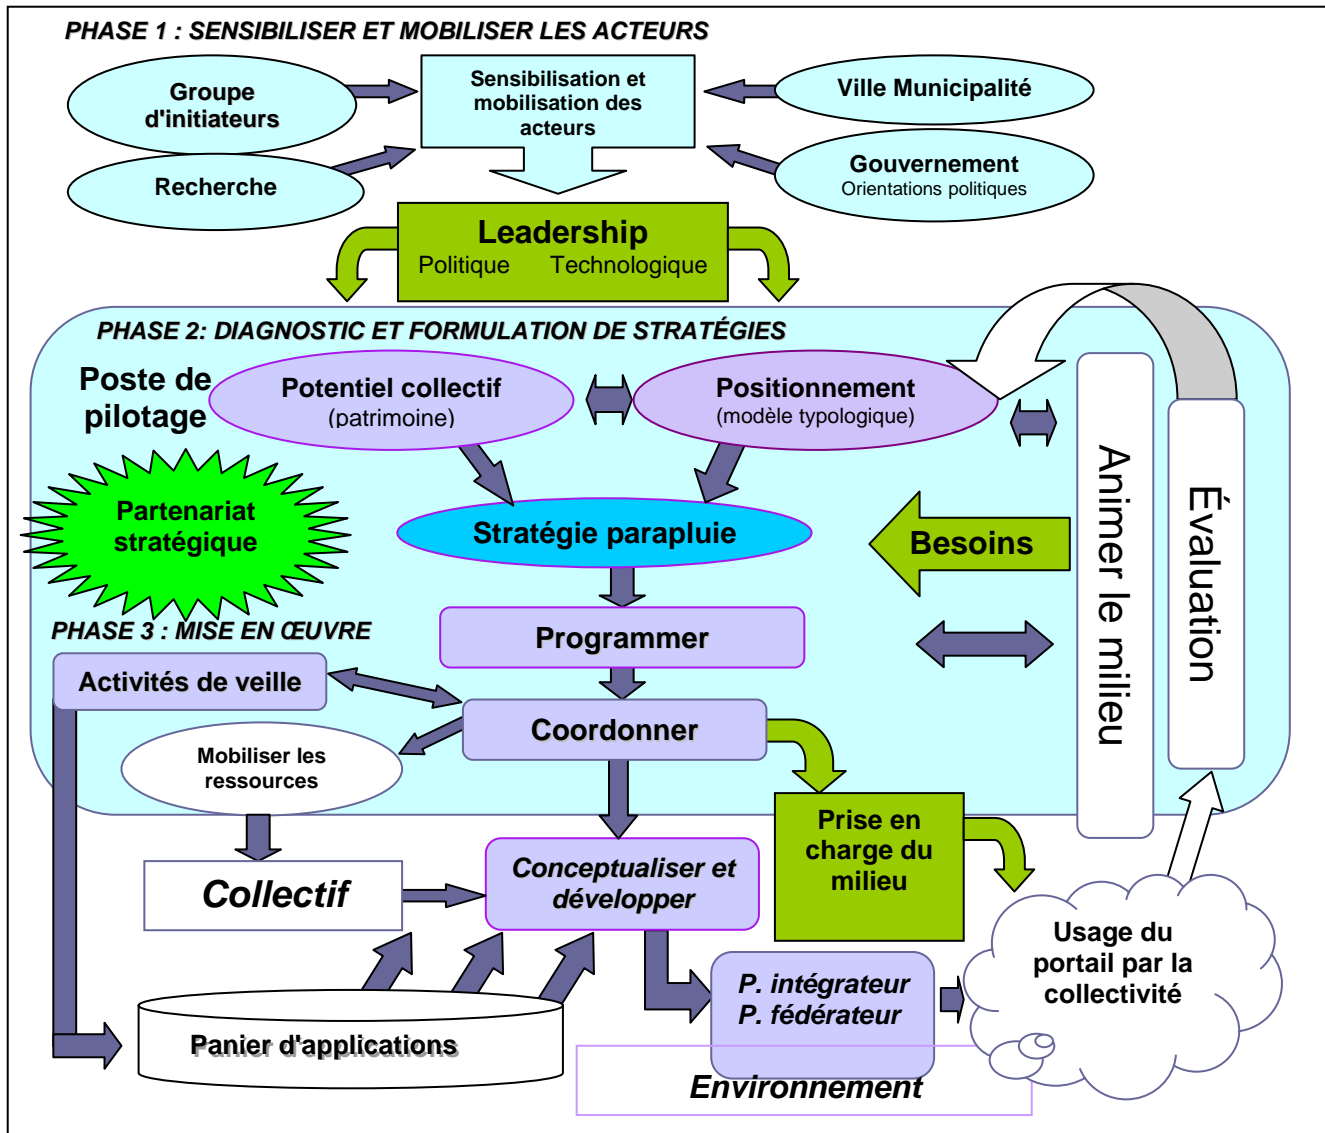 PHASE 1 : SENSIBILISER ET MOBILISER LES ACTEURS
Groupe
d'initiateurs
Sensibilisation et
mobilisation des
acteurs
Ville Municipalité
Recherche
Gouvernement
Orientations politiques
Leadership
Politique Technologique
PHASE 2: DIAGNOSTIC ET FORMULATION DE STRATÉGIES
Poste de
pilotage
Potentiel collectif
(patrimoine)
Positionnement
(modèle typologique)
Animer le milieu
Évaluation
Partenariat
stratégique
Stratégie parapluie
Besoins
PHASE 3 : MISE EN ŒUVRE
Programmer
Activités de veille
Coordonner
Mobiliser les
ressources
Prise en
charge du
milieu
Collectif
Conceptualiser et
développer
Usage du
portail par la
collectivité
P. intégrateur
P. fédérateur
Panier d'applications
Environnement